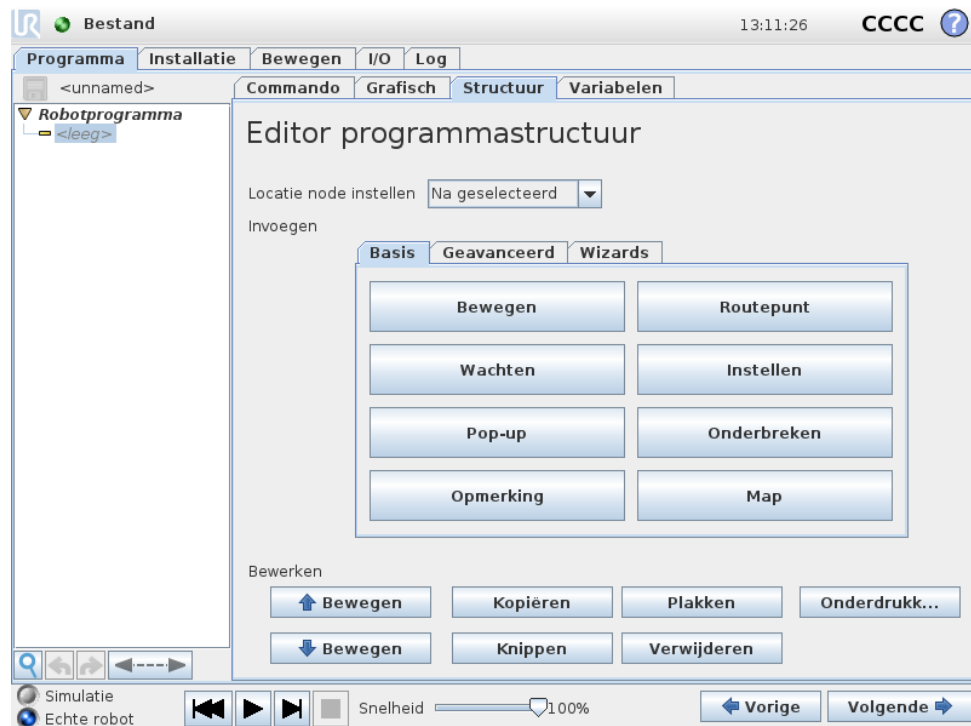 UR Bestand 13:11:26 CCCC ?
Programma Installatie Bewegen I/O Log
<unnamed> Commando Grafisch Structuur Variabelen
Robotprogramma
<leeg>
Editor programmastructuur
Locatie node instellen Na geselecteerd
Invoegen
Basis Geavanceerd Wizards
Bewegen Routepunt
Wachten Instellen
Pop-up Onderbreken
Opmerking Map
Bewerken
Bewegen Kopiëren Plakken Onderdrukk...
Bewegen Knippen Verwijderen
Simulatie
Echte robot
Snelheid 100% Vorige Volgende